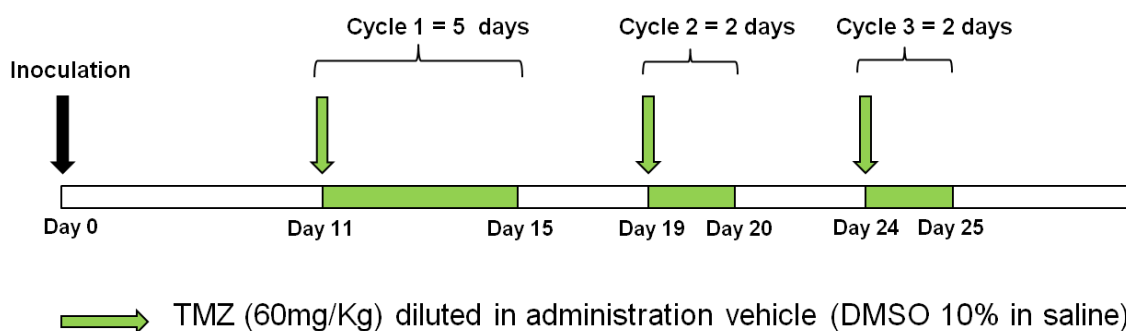 Cycle 1 = 5 days Cycle 2 = 2 days Cycle 3 = 2 days
Inoculation
Day 0 Day 11 Day 15 Day 19 Day 20 Day 24 Day 25
TMZ (60mg/Kg) diluted in administration vehicle (DMSO 10% in saline)